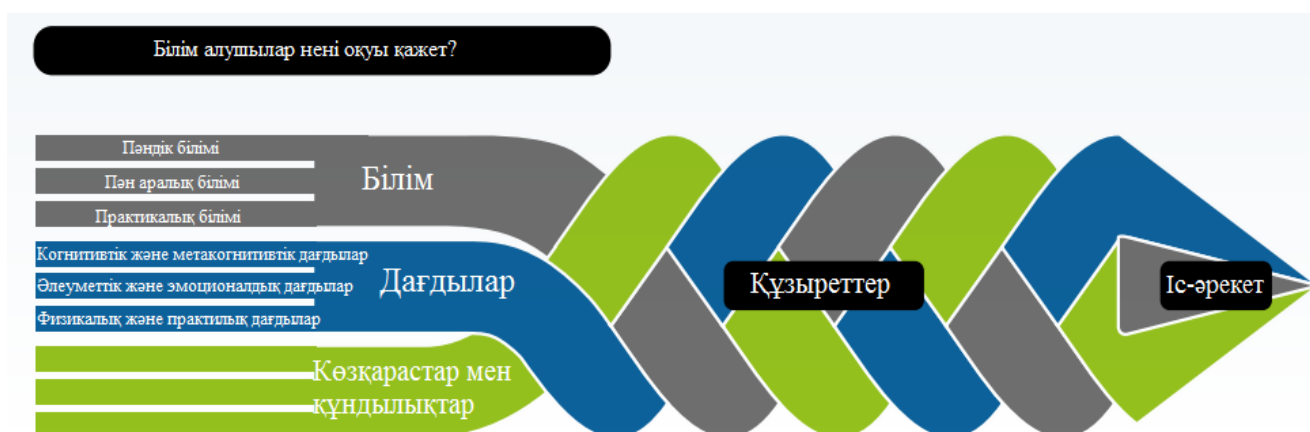 Білім алушылар нені оқуы қажет?
Пәндік білімі
Пән аралық білімі
Практикалық білімі
Білім
Когнитивтік және метакогнитивтік дағдылар
Әлеуметтік және эмоционалдық дағдылар
Физикалық және практилық дағдылар
Дағдылар
Көзқарастар мен
құндылықтар
Құзыреттер
Іс-әрекет